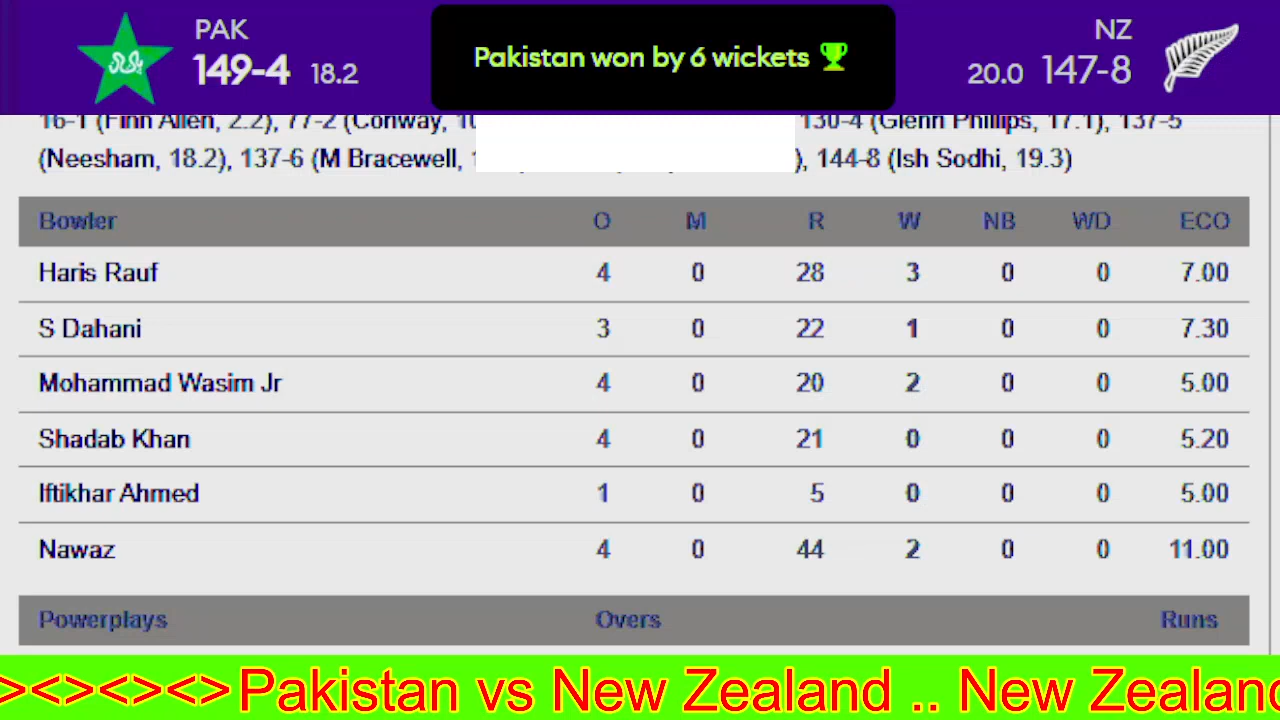 PAK
149-4 18.2
Pakistan won by 6 wickets
NZ
20.0 147-8
16-1 (Finn Allen, 2.2), 77-2 (Conway, 130-4 (Glenn Phillips, 17.1), 137-5
(Neesham, 18.2), 137-6 (M Bracewell, ), 144-8 (Ish Sodhi, 19.3)
Bowler O M R W NB WD ECO
Haris Rauf 4 0 28 3 0 0 7.00
S Dahani 3 0 22 1 0 0 7.30
Mohammad Wasim Jr 4 0 20 2 0 0 5.00
Shadab Khan 4 0 21 0 0 0 5.20
Iftikhar Ahmed 1 0 5 0 0 0 5.00
Nawaz 4 0 44 2 0 0 11.00
Powerplays Overs Runs
><><><>Pakistan vs New Zealand .. New Zealand